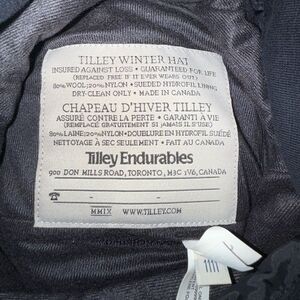 TILLEY WINTER HAT
INSURED AGAINST LOSS • GUARANTEED FOR LIFE
(REPLACED FREE IF IT EVER WEARS OUT)
80% WOOL/20% NYLON • SUEDED HYDROFIL LINING
DRY-CLEAN ONLY • MADE IN CANADA
CHAPEAU D'HIVER TILLEY
ASSURÉ CONTRE LA PERTE • GARANTI À VIE
(REMPLACÉ GRATUITEMENT SI JAMAIS IL S'USE)
80% LAINE/20% NYLON • DOUBLURE EN HYDROFIL SUÉDÉE
NETTOYAGE À SEC SEULEMENT • FAIT AU CANADA
Tilley Endurables
900 DON MILLS ROAD, TORONTO, M3C 1V6, CANADA
☎
MMIX WWW.TILLEY.COM